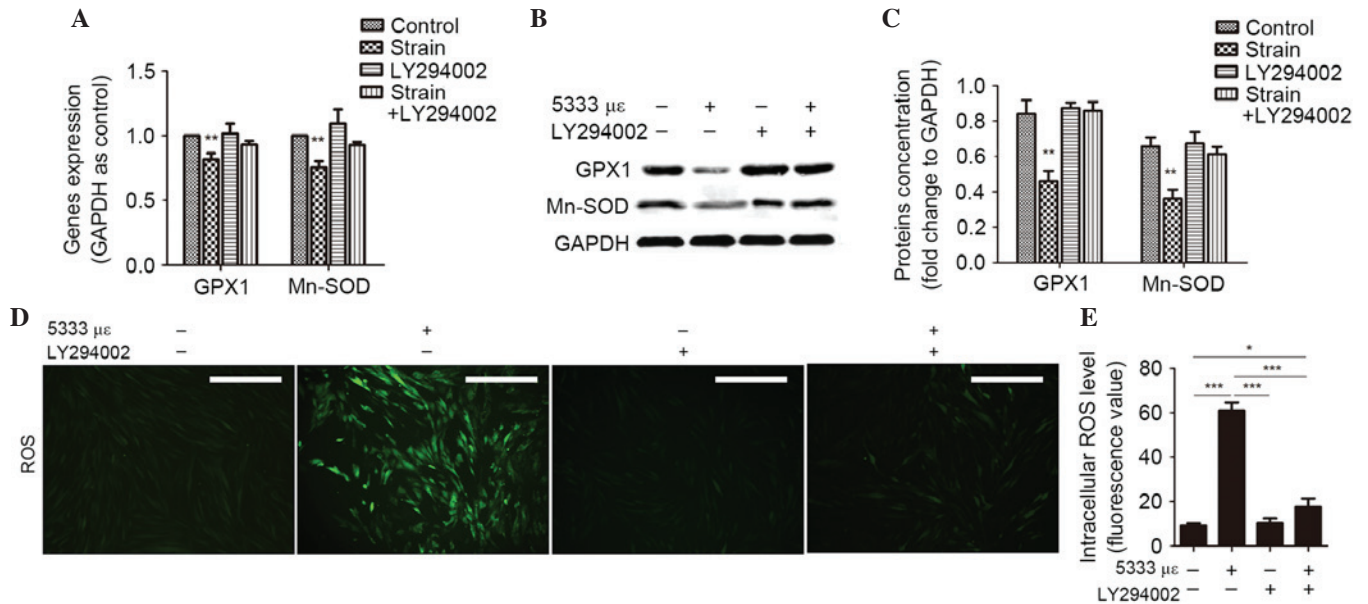 A
Control
Strain
LY294002
Strain
+LY294002
Genes expression
(GAPDH as control)
1.5
1.0
0.5
0.0
**
**
GPX1
Mn-SOD
B
5333 με
– + – +
LY294002
– – + +
GPX1
Mn-SOD
GAPDH
C
Control
Strain
LY294002
Strain
+LY294002
Proteins concentration
(fold change to GAPDH)
1.0
0.8
0.6
0.4
0.2
0.0
**
**
GPX1
Mn-SOD
D
5333 με
– + – +
LY294002
– – + +
ROS
E
Intracellular ROS level
(fluorescence value)
80
60
40
20
0
*
***
*** ***
5333 με
– + – +
LY294002
– – + +